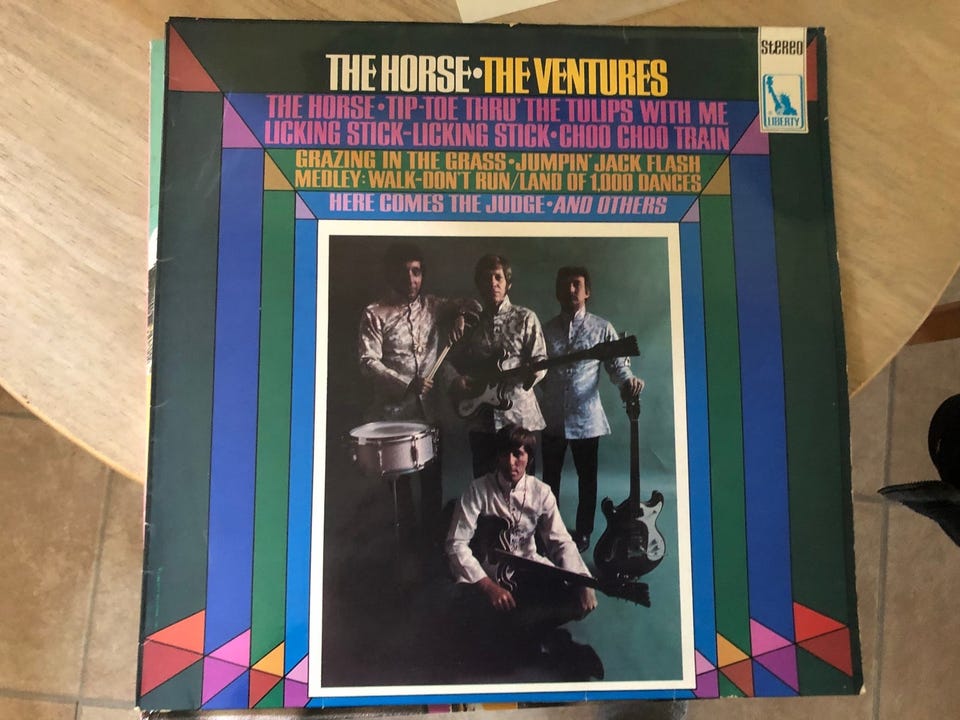 THE HORSE•THE VENTURES
STEREO
LIBERTY
THE HORSE•TIP-TOE THRU' THE TULIPS WITH ME
LICKING STICK-LICKING STICK•CHOO CHOO TRAIN
GRAZING IN THE GRASS•JUMPIN' JACK FLASH
MEDLEY: WALK-DON'T RUN/LAND OF 1,000 DANCES
HERE COMES THE JUDGE•AND OTHERS